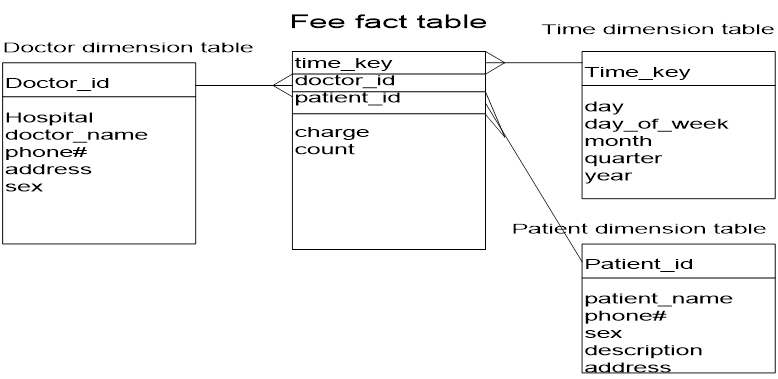 Fee fact table
Time dimension table
Doctor dimension table
Doctor_id
Hospital
doctor_name
phone#
address
sex
time_key
doctor_id
patient_id
charge
count
Time_key
day
day_of_week
month
quarter
year
Patient dimension table
Patient_id
patient_name
phone#
sex
description
address